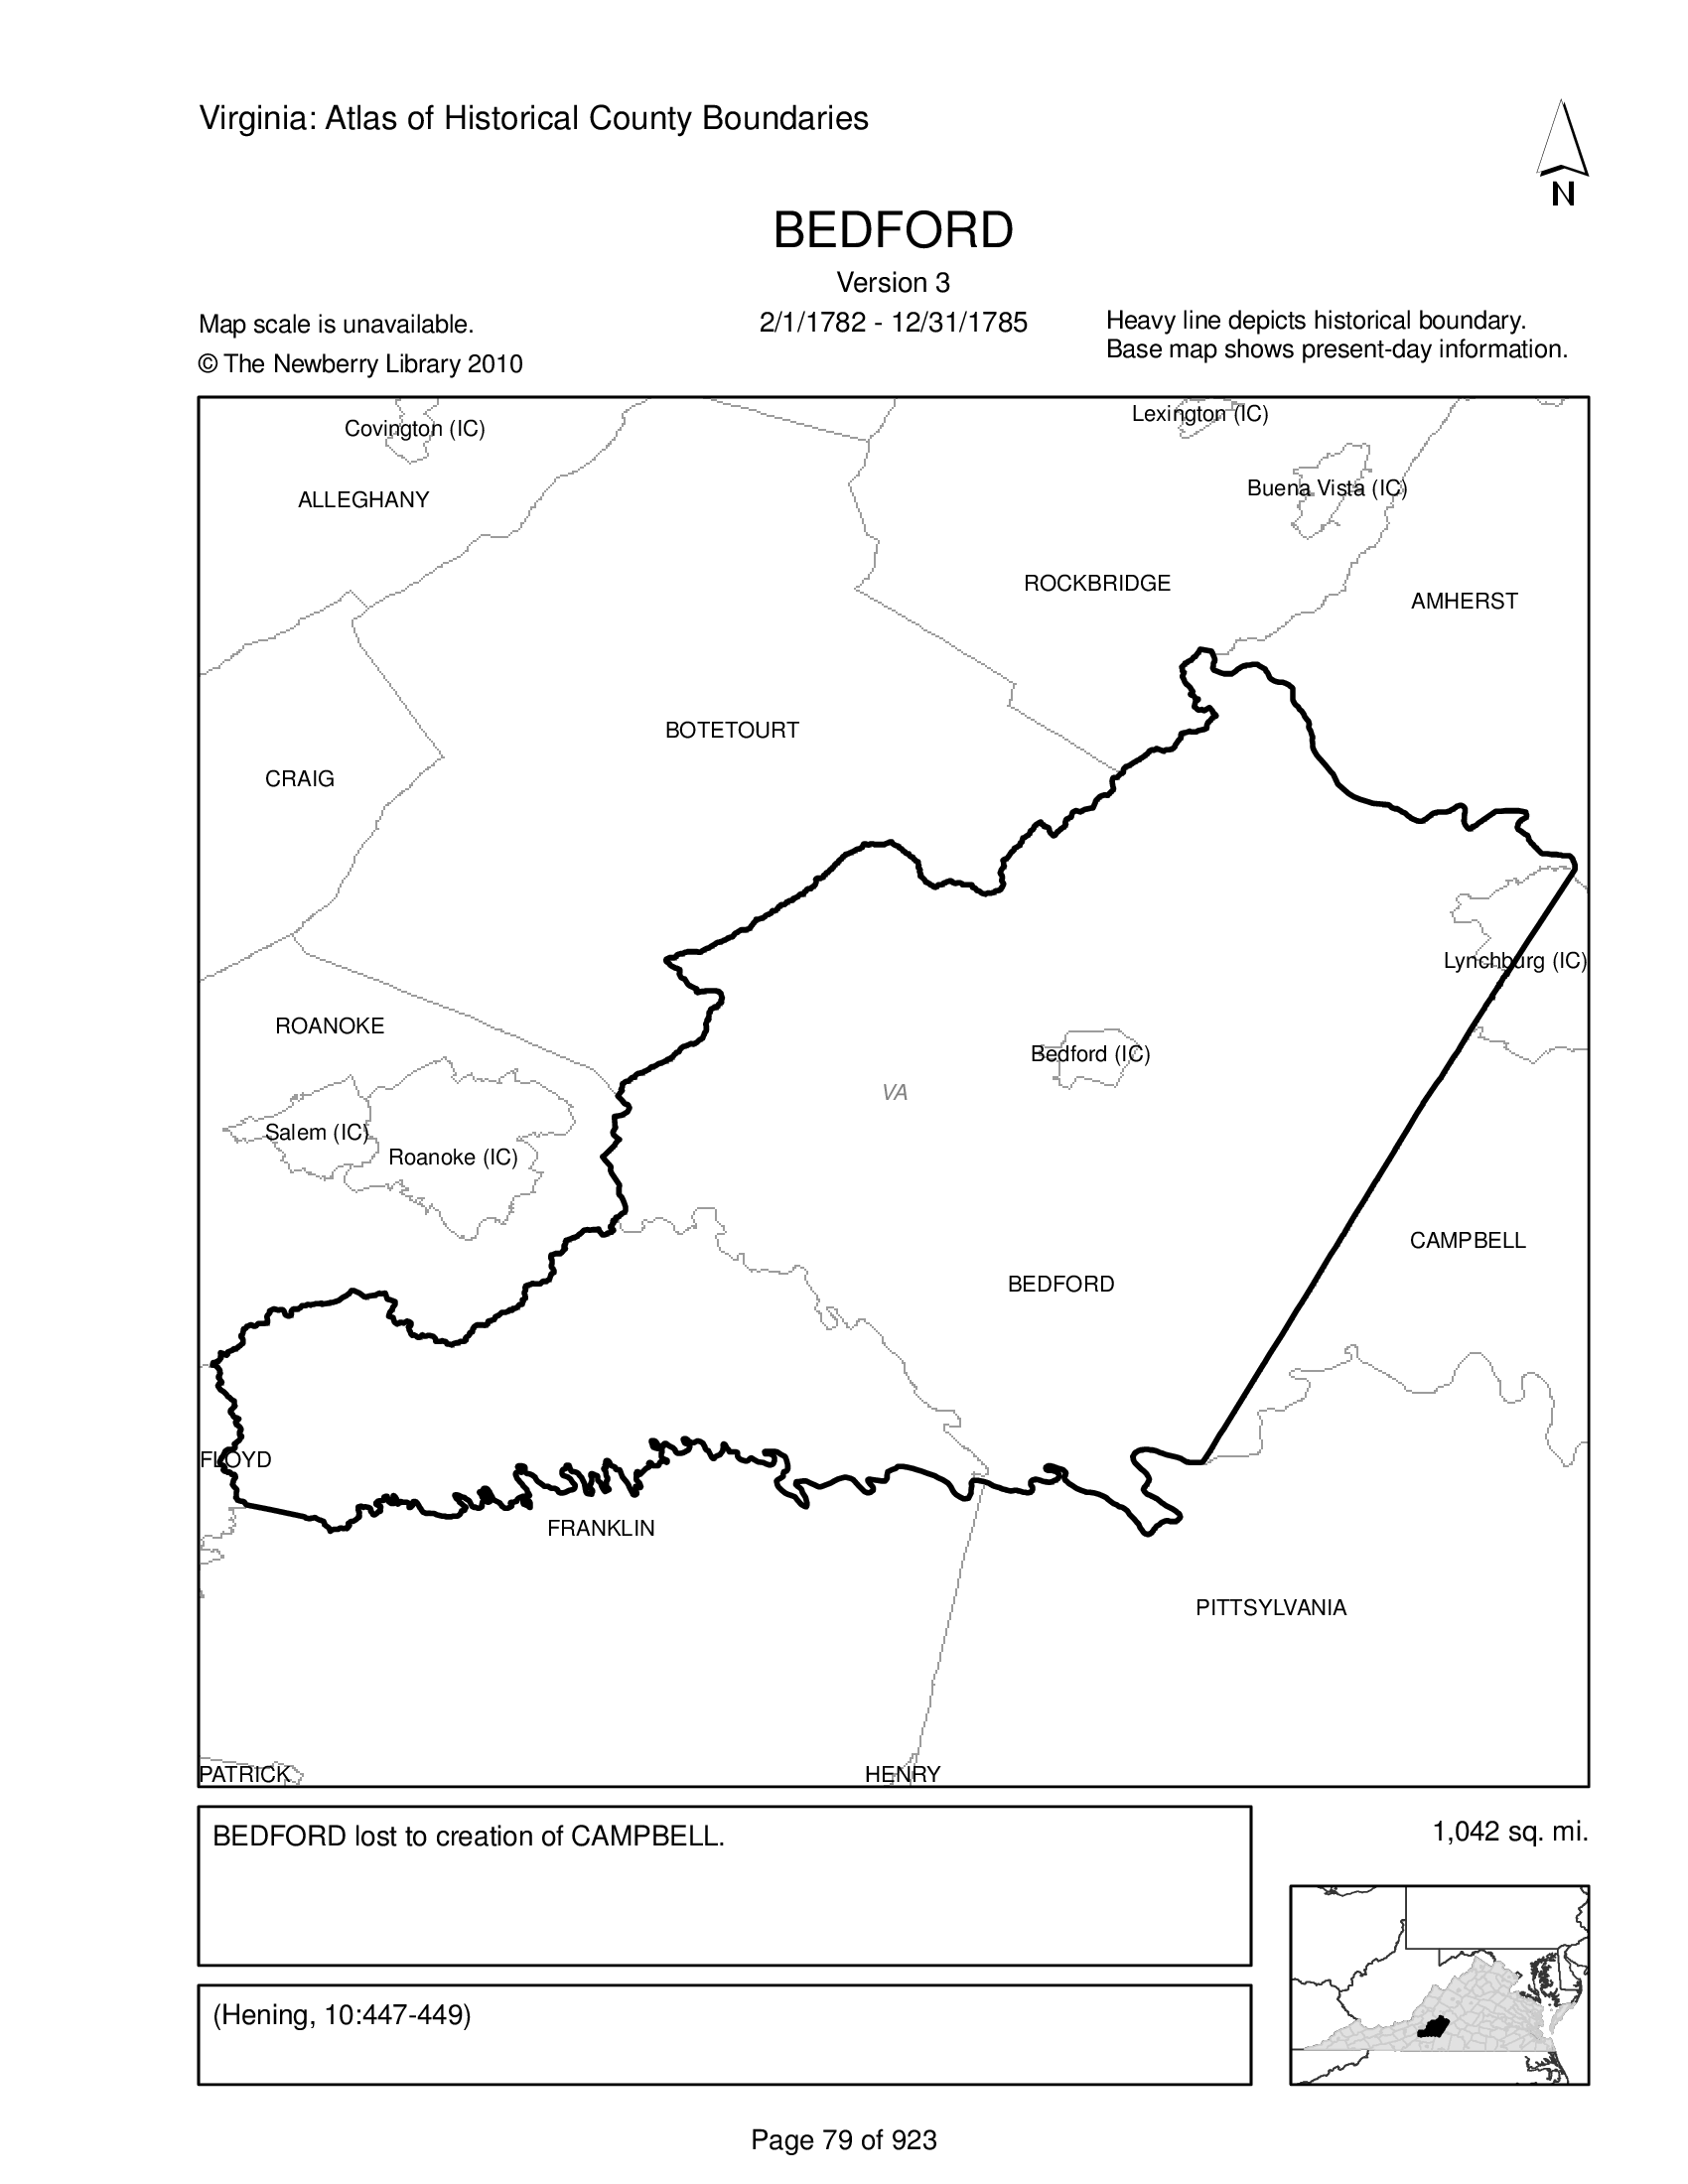 Virginia: Atlas of Historical County Boundaries
N
BEDFORD
Version 3
2/1/1782 - 12/31/1785
Map scale is unavailable.
© The Newberry Library 2010
Heavy line depicts historical boundary.
Base map shows present-day information.
Covington (IC)
Lexington (IC)
ALLEGHANY
Buena Vista (IC)
ROCKBRIDGE
AMHERST
BOTETOURT
CRAIG
Lynchburg (IC)
ROANOKE
Bedford (IC)
VA
Salem (IC)
Roanoke (IC)
CAMPBELL
BEDFORD
FLOYD
FRANKLIN
PITTSYLVANIA
PATRICK
HENRY
BEDFORD lost to creation of CAMPBELL.
1,042 sq. mi.
(Hening, 10:447-449)
Page 79 of 923